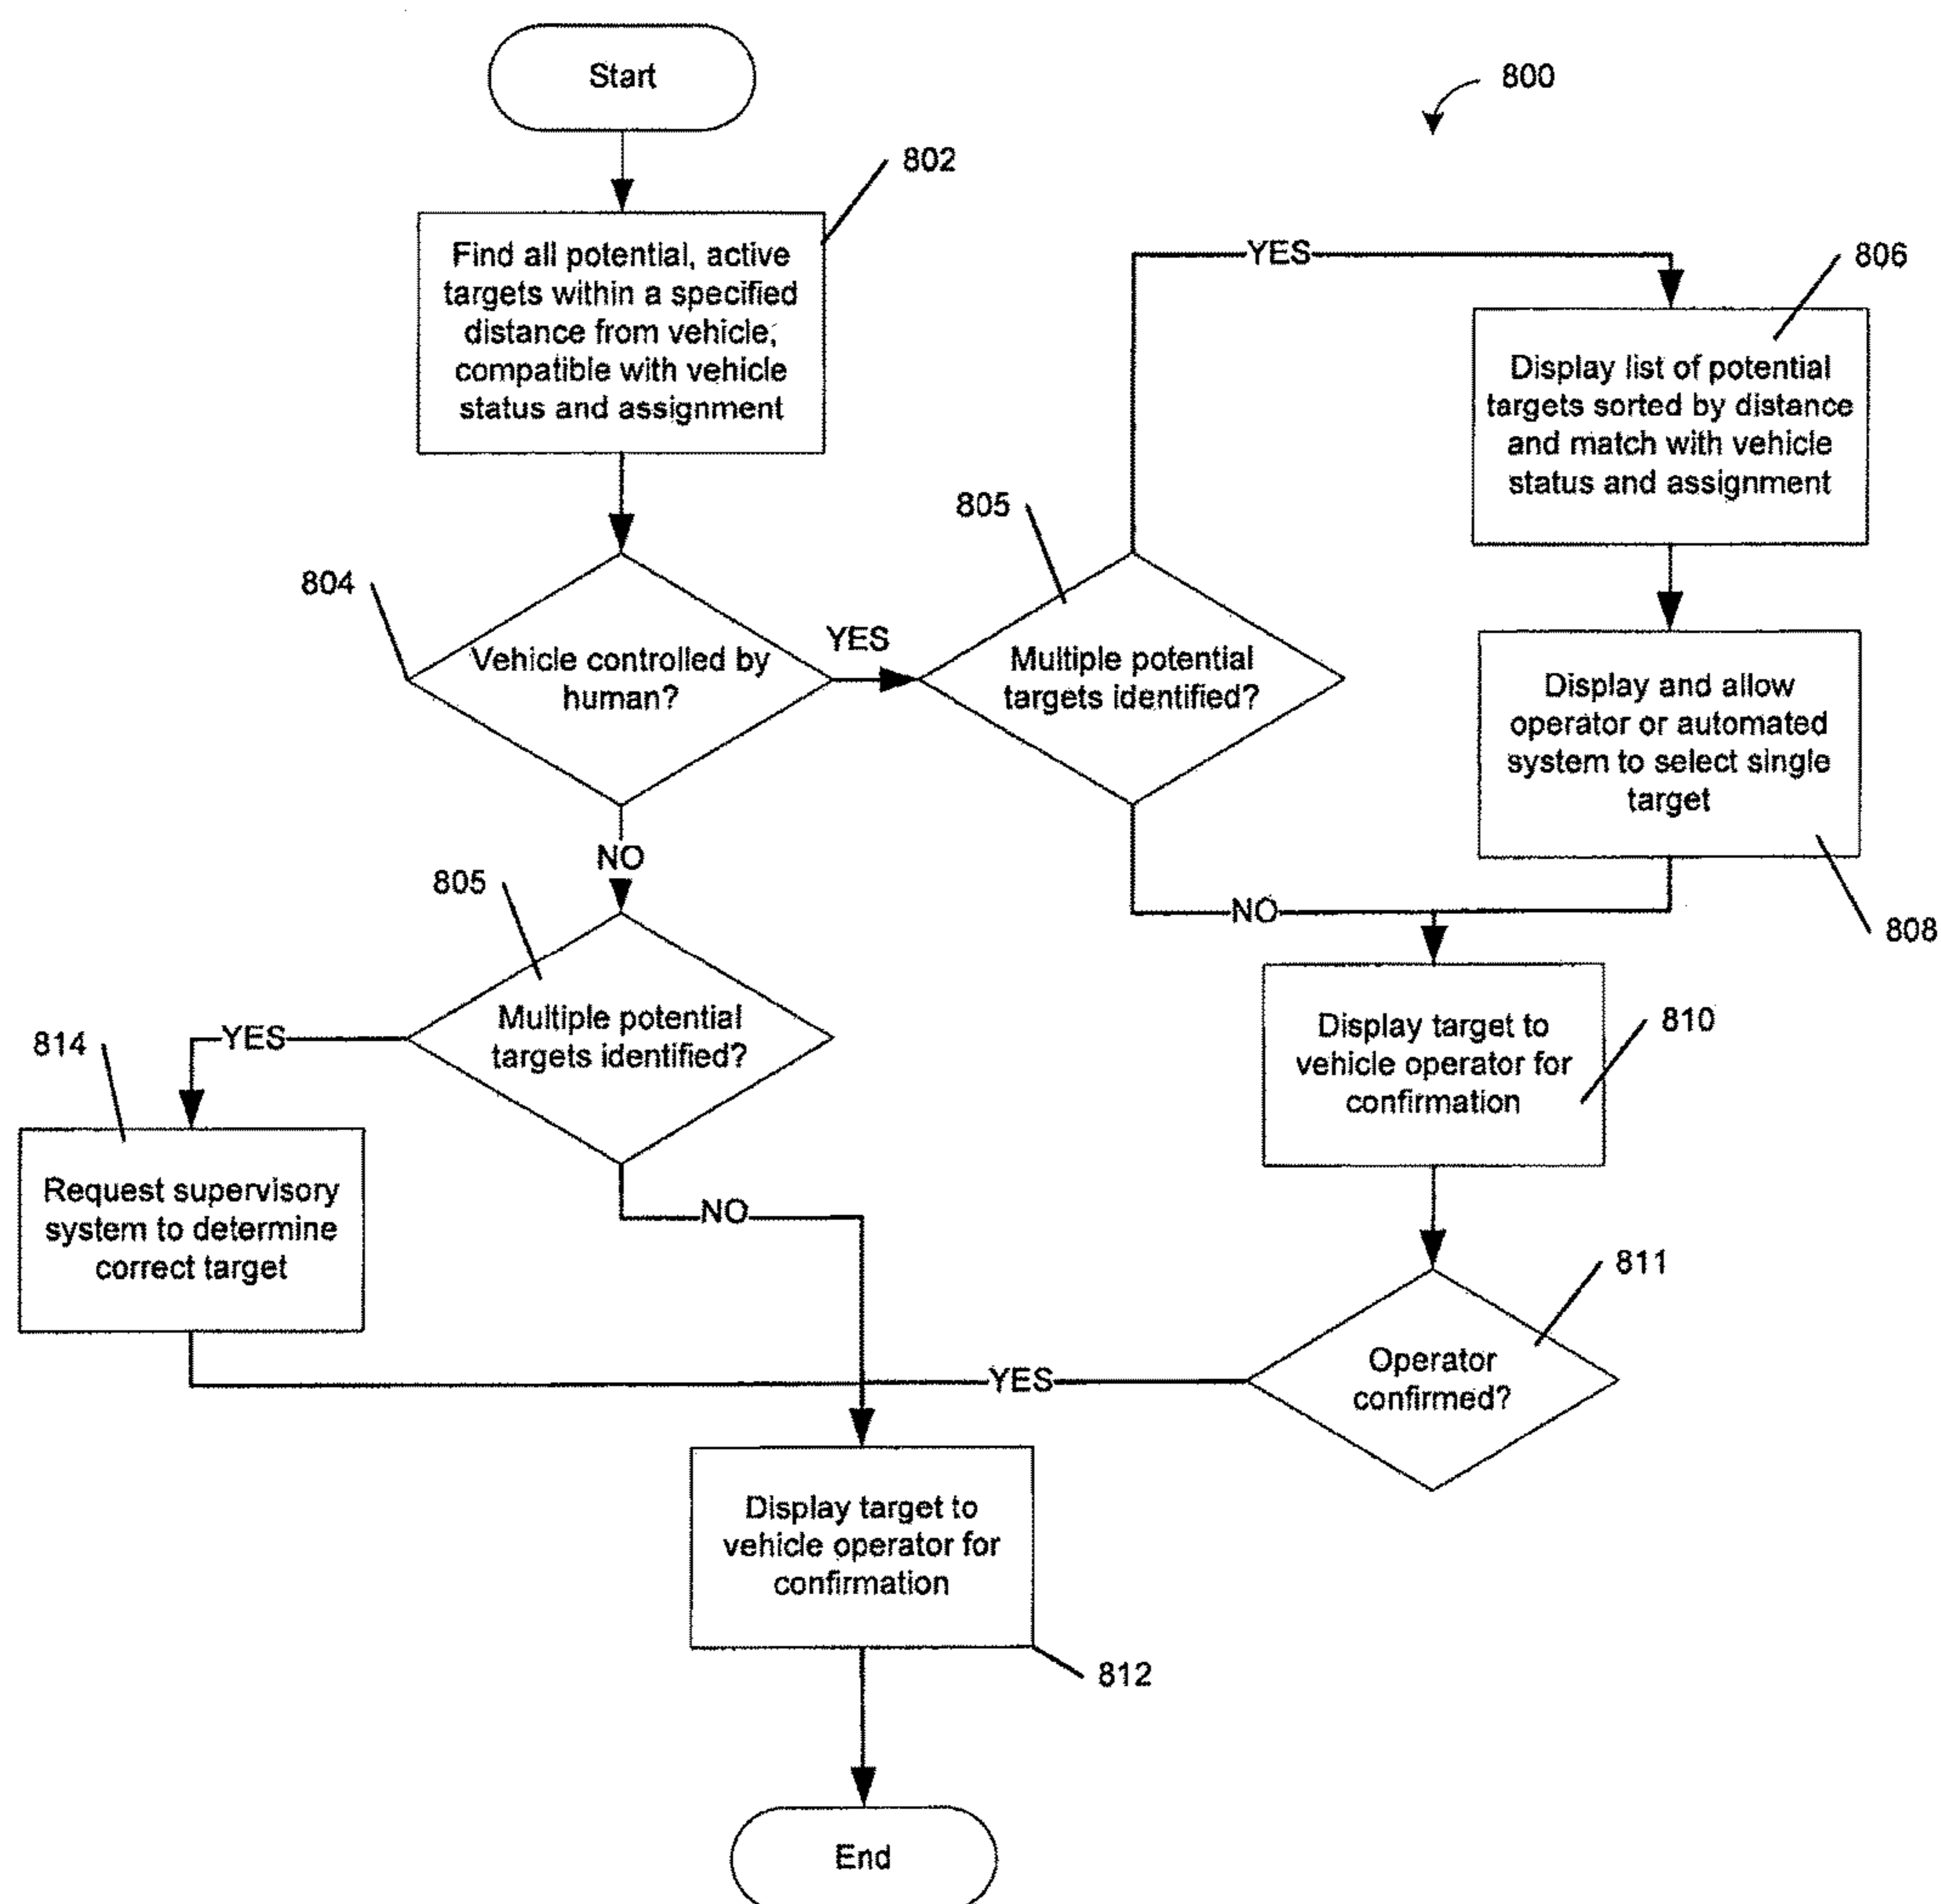 Start
800
802
Find all potential, active
targets within a specified
distance from vehicle,
compatible with vehicle
status and assignment
YES
806
Display list of potential
targets sorted by distance
and match with vehicle
status and assignment
804
Vehicle controlled by
human?
YES
805
Multiple potential
targets identified?
Display and allow
operator or automated
system to select single
target
808
NO
NO
805
Multiple potential
targets identified?
YES
814
Request supervisory
system to determine
correct target
NO
Display target to
vehicle operator for
confirmation
810
811
Operator
confirmed?
YES
Display target to
vehicle operator for
confirmation
812
End